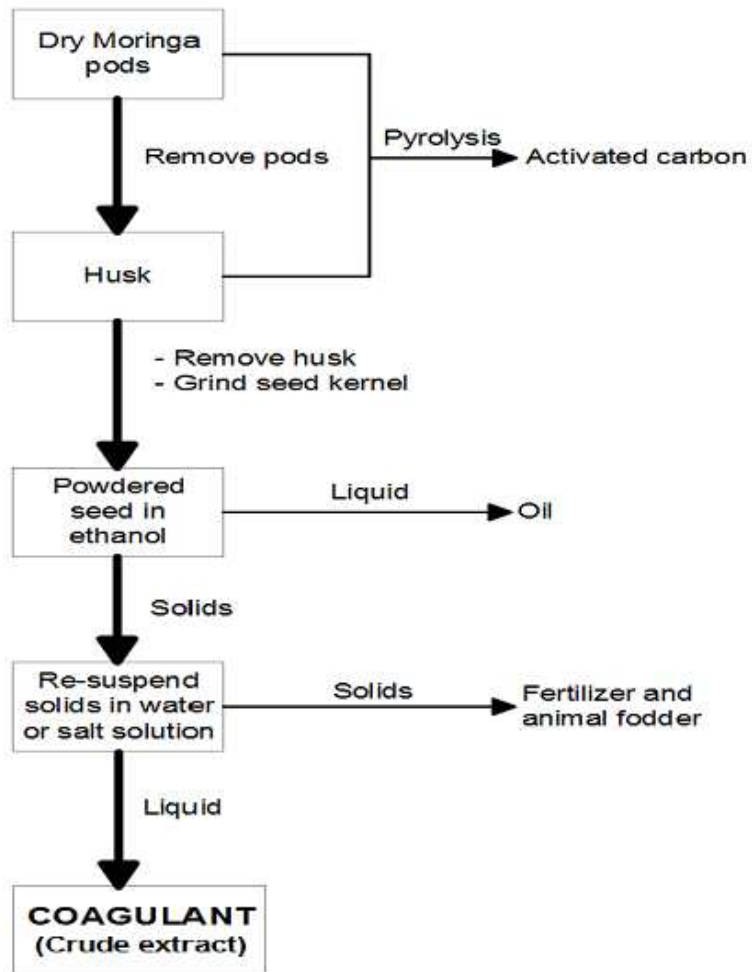 Dry Moringa
pods
Remove pods
Pyrolysis
Activated carbon
Husk
- Remove husk
- Grind seed kernel
Powdered
seed in
ethanol
Liquid
Oil
Solids
Re-suspend
solids in water
or salt solution
Solids
Fertilizer and
animal fodder
Liquid
COAGULANT
(Crude extract)